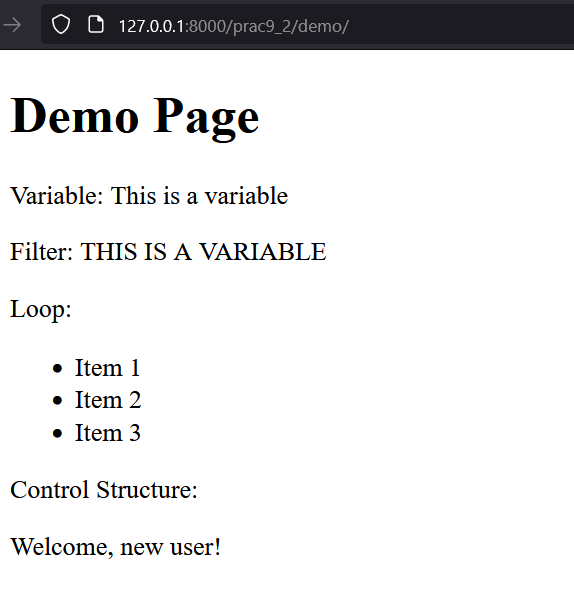 127.0.0.1:8000/prac9_2/demo/
Demo Page
Variable: This is a variable
Filter: THIS IS A VARIABLE
Loop:
• Item 1
• Item 2
• Item 3
Control Structure:
Welcome, new user!